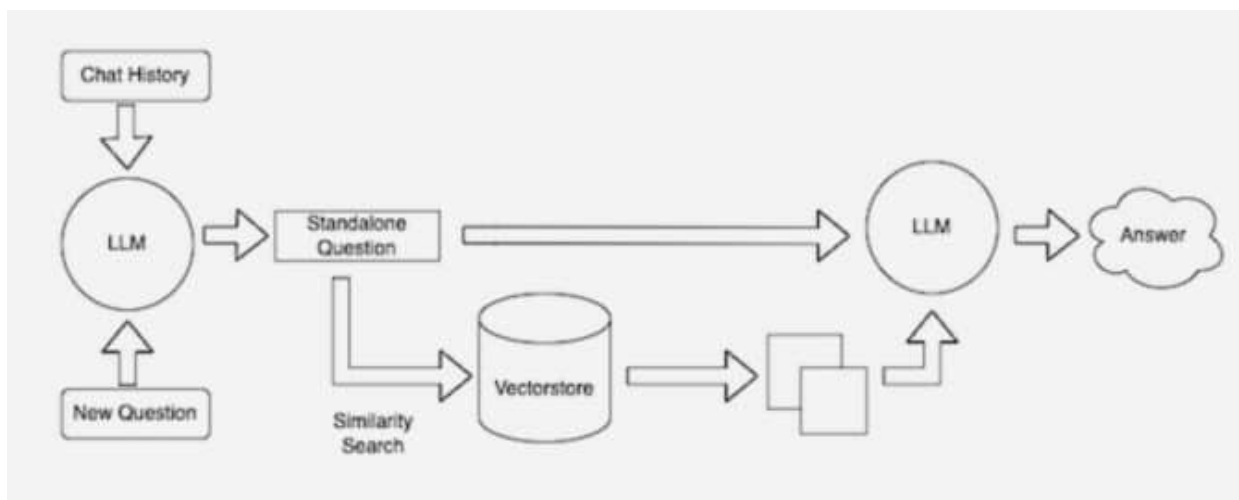 Chat History
LLM
New Question
Standalone
Question
Similarity
Search
Vectorstore
LLM
Answer